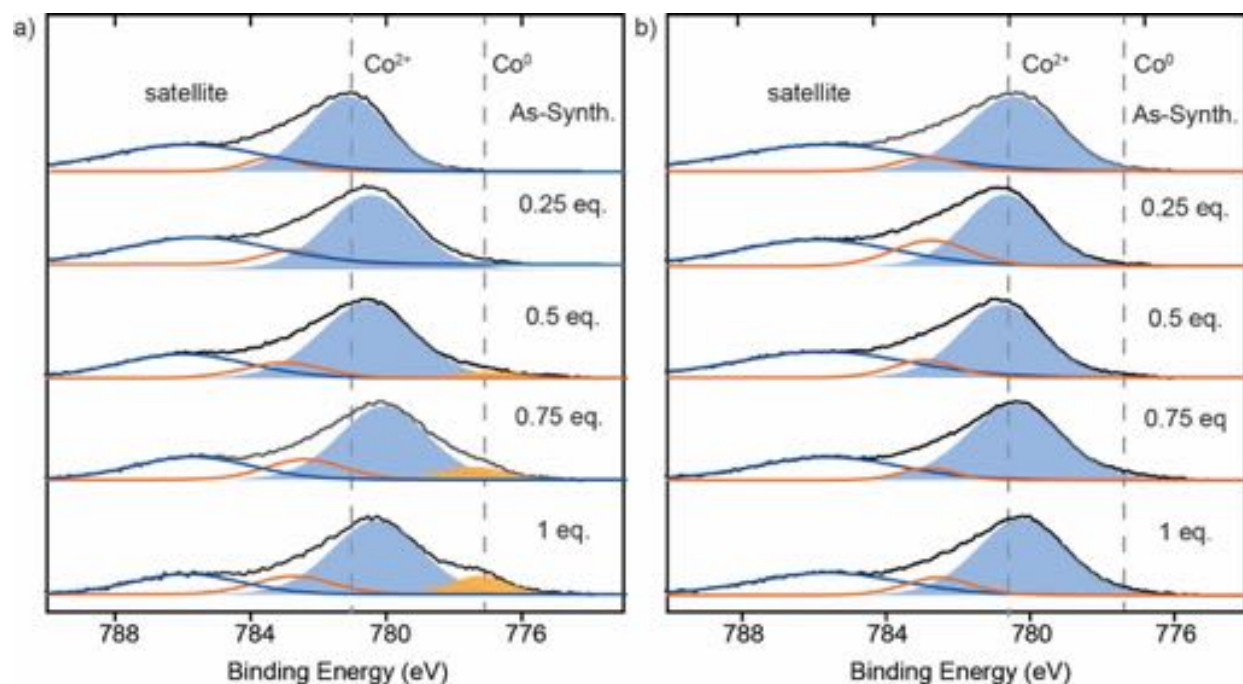 a)
Co²⁺
Co⁰
satellite
As-Synth.
0.25 eq.
0.5 eq.
0.75 eq.
1 eq.
788 784 780 776
Binding Energy (eV)
b)
Co²⁺
Co⁰
satellite
As-Synth.
0.25 eq.
0.5 eq.
0.75 eq
1 eq.
788 784 780 776
Binding Energy (eV)